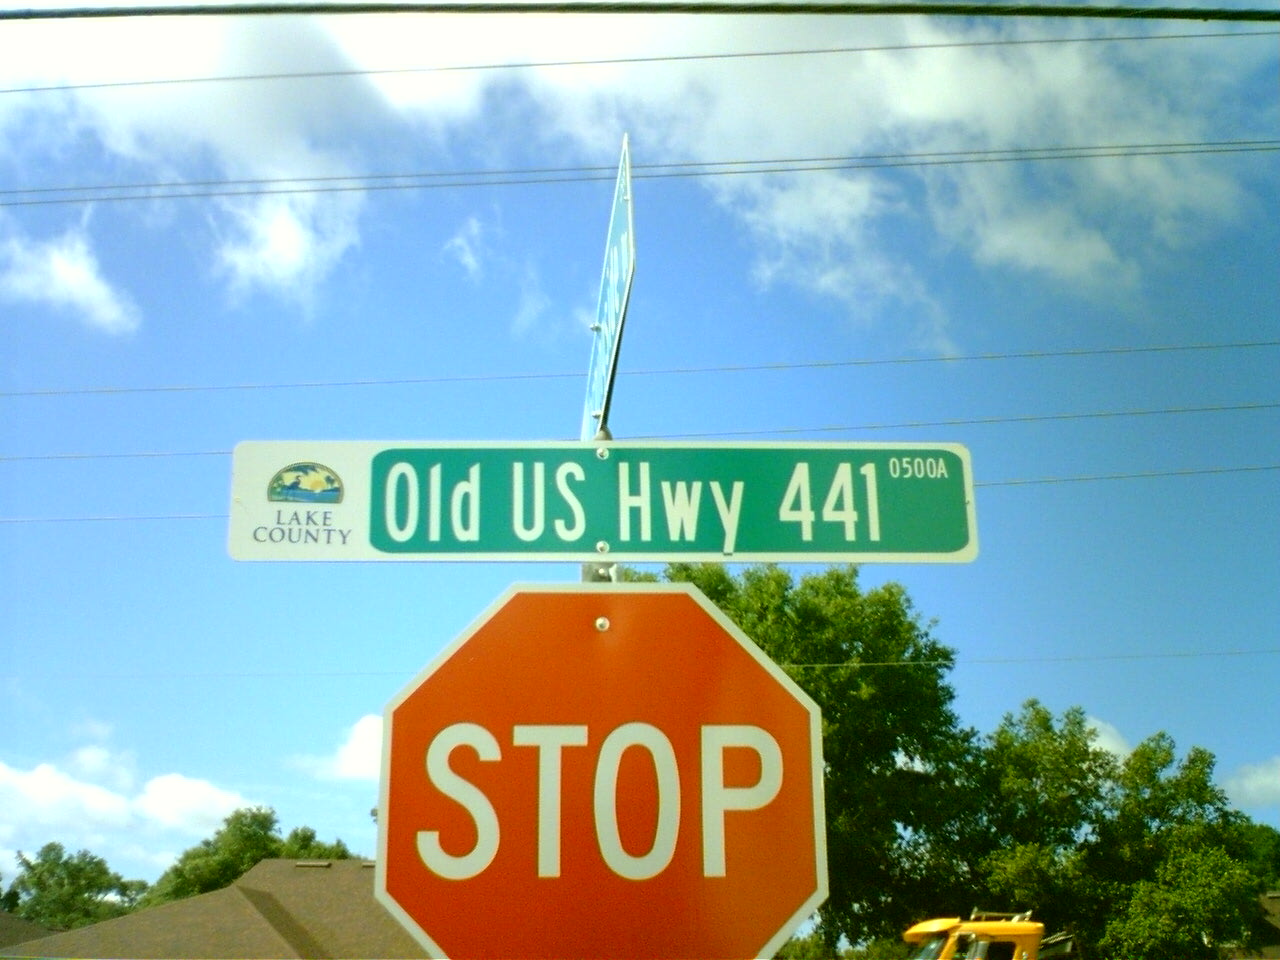 LAKE
COUNTY
Old US Hwy 441 0500A
STOP